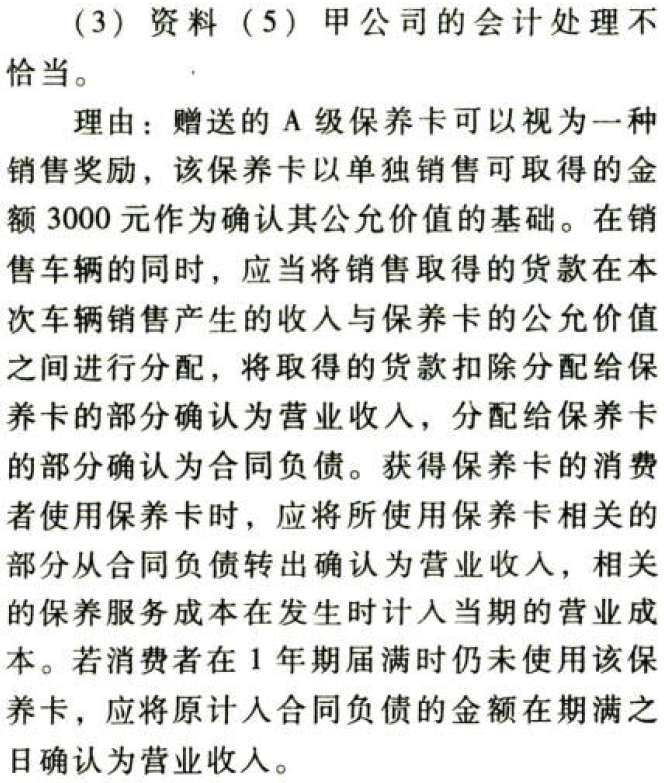 （3）资料（5）甲公司的会计处理不
恰当。
理由：赠送的 A 级保养卡可以视为一种
销售奖励，该保养卡以单独销售可取得的金
额 3000 元作为确认其公允价值的基础。在销
售车辆的同时，应当将销售取得的货款在本
次车辆销售产生的收入与保养卡的公允价值
之间进行分配，将取得的货款扣除分配给保
养卡的部分确认为营业收入，分配给保养卡
的部分确认为合同负债。获得保养卡的消费
者使用保养卡时，应将所使用保养卡相关的
部分从合同负债转出确认为营业收入，相关
的保养服务成本在发生时计入当期的营业成
本。若消费者在 1 年期届满时仍未使用该保
养卡，应将原计入合同负债的金额在期满之
日确认为营业收入。